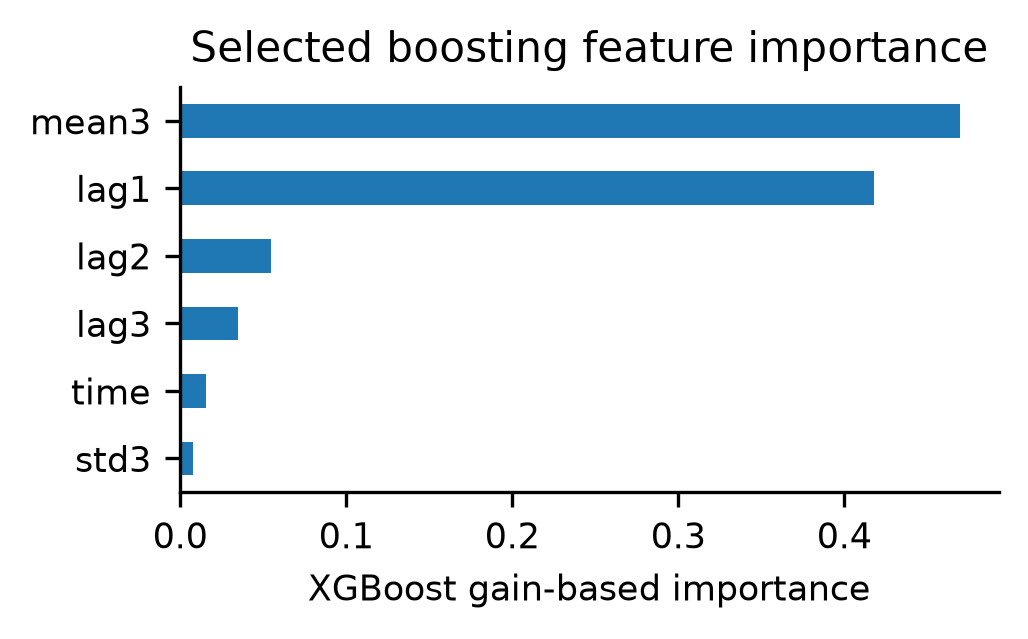 Selected boosting feature importance
mean3
lag1
lag2
lag3
time
std3
0.0 0.1 0.2 0.3 0.4
XGBoost gain-based importance